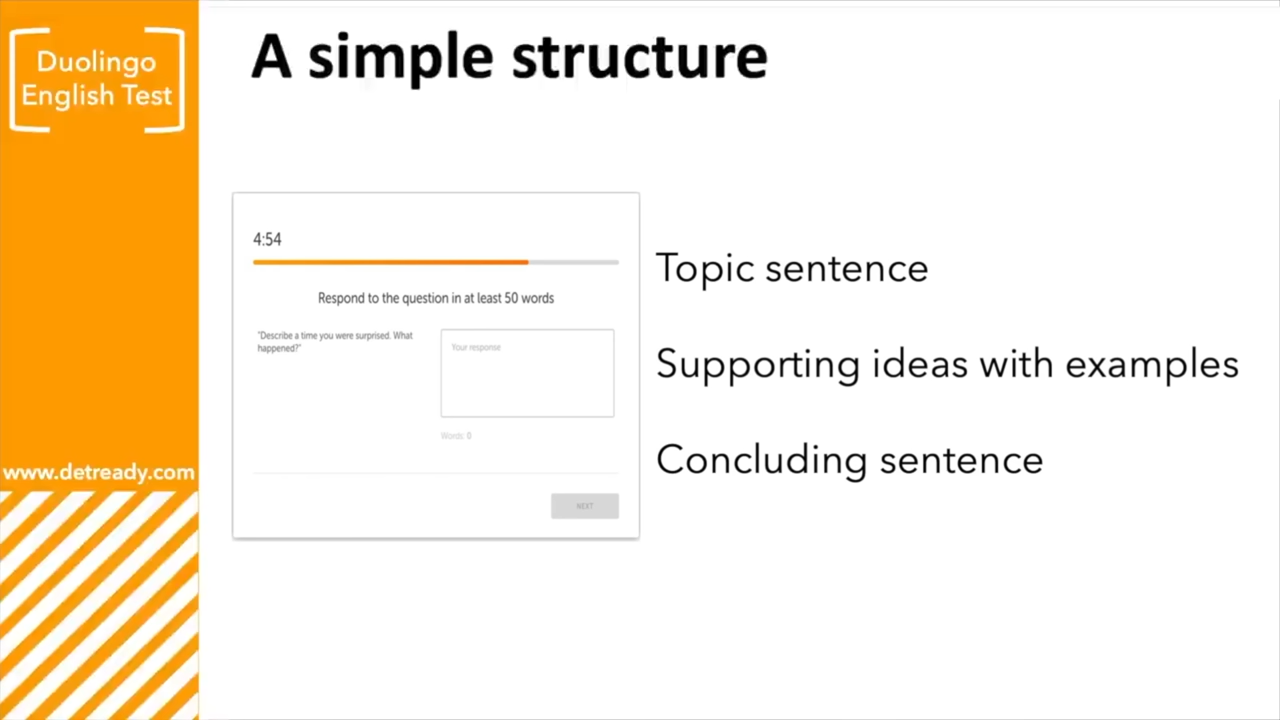 Duolingo
English Test
A simple structure
4:54
Respond to the question in at least 50 words
"Describe a time you were surprised. What
happened?"
Your response
Words: 0
NEXT
Topic sentence
Supporting ideas with examples
Concluding sentence
www.detready.com